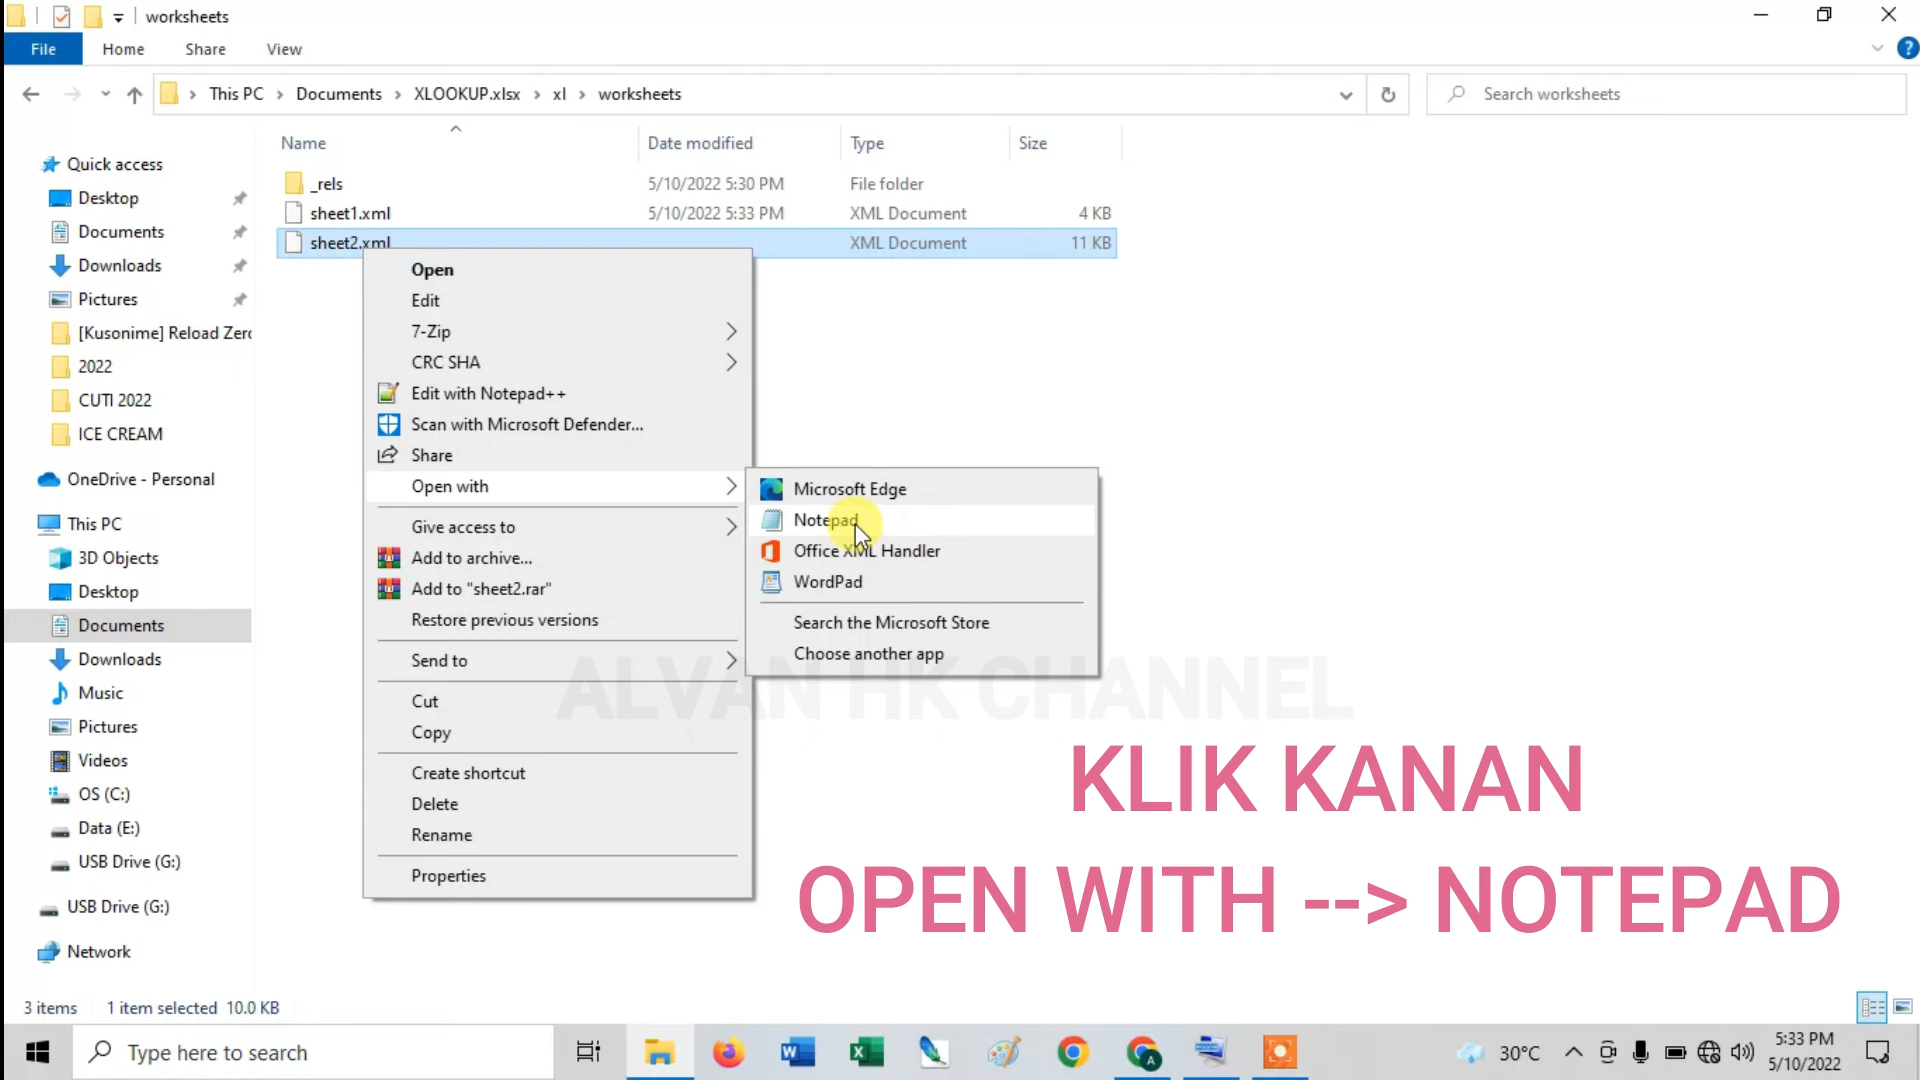 worksheets
File Home Share View
This PC > Documents > XLOOKUP.xlsx > xl > worksheets
Search worksheets
Name Date modified Type Size
_rels 5/10/2022 5:30 PM File folder
sheet1.xml 5/10/2022 5:33 PM XML Document 4 KB
sheet2.xml XML Document 11 KB
Quick access
Desktop
Documents
Downloads
Pictures
[Kusonime] Reload Zero
2022
CUTI 2022
ICE CREAM
OneDrive - Personal
This PC
3D Objects
Desktop
Documents
Downloads
Music
Pictures
Videos
OS (C:)
Data (E:)
USB Drive (G:)
USB Drive (G:)
Network
Open
Edit
7-Zip
CRC SHA
Edit with Notepad++
Scan with Microsoft Defender...
Share
Open with
Give access to
Add to archive...
Add to "sheet2.rar"
Restore previous versions
Send to
Cut
Copy
Create shortcut
Delete
Rename
Properties
Microsoft Edge
Notepad
Office XML Handler
WordPad
Search the Microsoft Store
Choose another app
ALVAN HK CHANNEL
KLIK KANAN
OPEN WITH --> NOTEPAD
3 items 1 item selected 10.0 KB
Type here to search
30°C
5:33 PM
5/10/2022